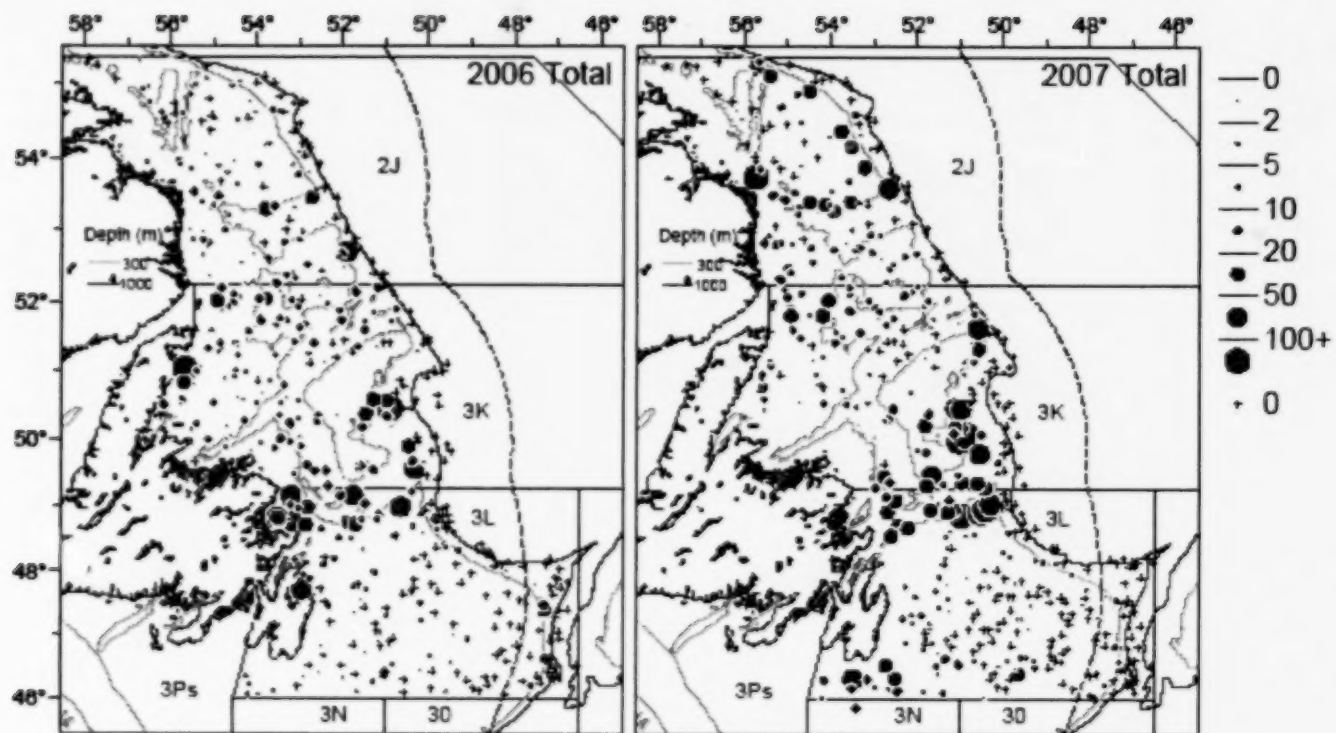 58° 56° 54° 52° 50° 48° 46° 58° 56° 54° 52° 50° 48° 46°
2006 Total 2007 Total
0
2
5
10
20
50
100+
0
54°
52°
50°
48°
46°
2J 2J
Depth (m) Depth (m)
300 300
1000 1000
3K 3K
3L 3L
3Ps 3Ps
3N 3O 3N 3O